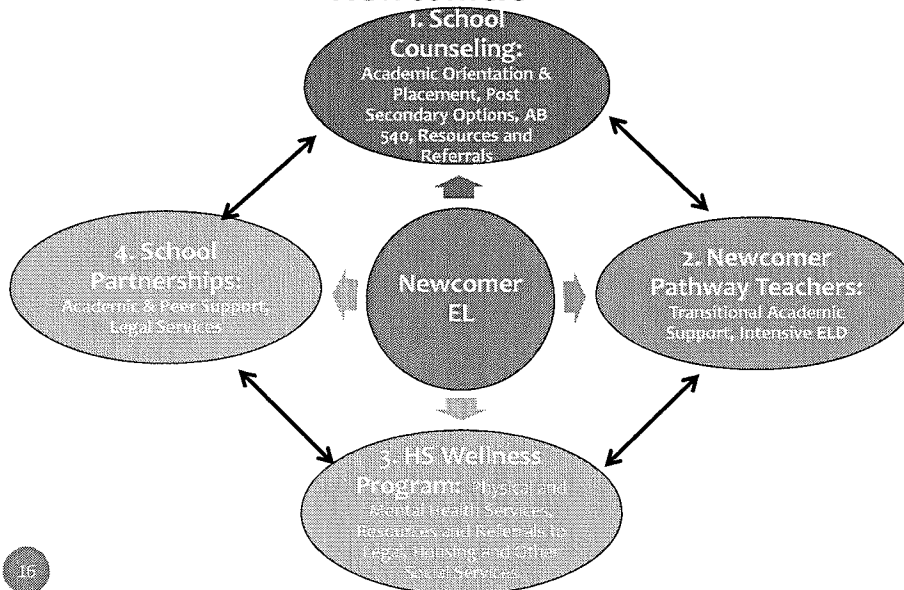 1. School
Counseling:
Academic Orientation &
Placement, Post
Secondary Options, AB
540, Resources and
Referrals
4. School
Partnerships:
Academic & Peer Support,
Legal Services
Newcomer
EL
2. Newcomer
Pathway Teachers:
Transitional Academic
Support, Intensive ELD
3. HS Wellness
Program: Physical and
Mental Health Services,
Resources and Referrals to
Legal, Housing and Other
Social Services
16